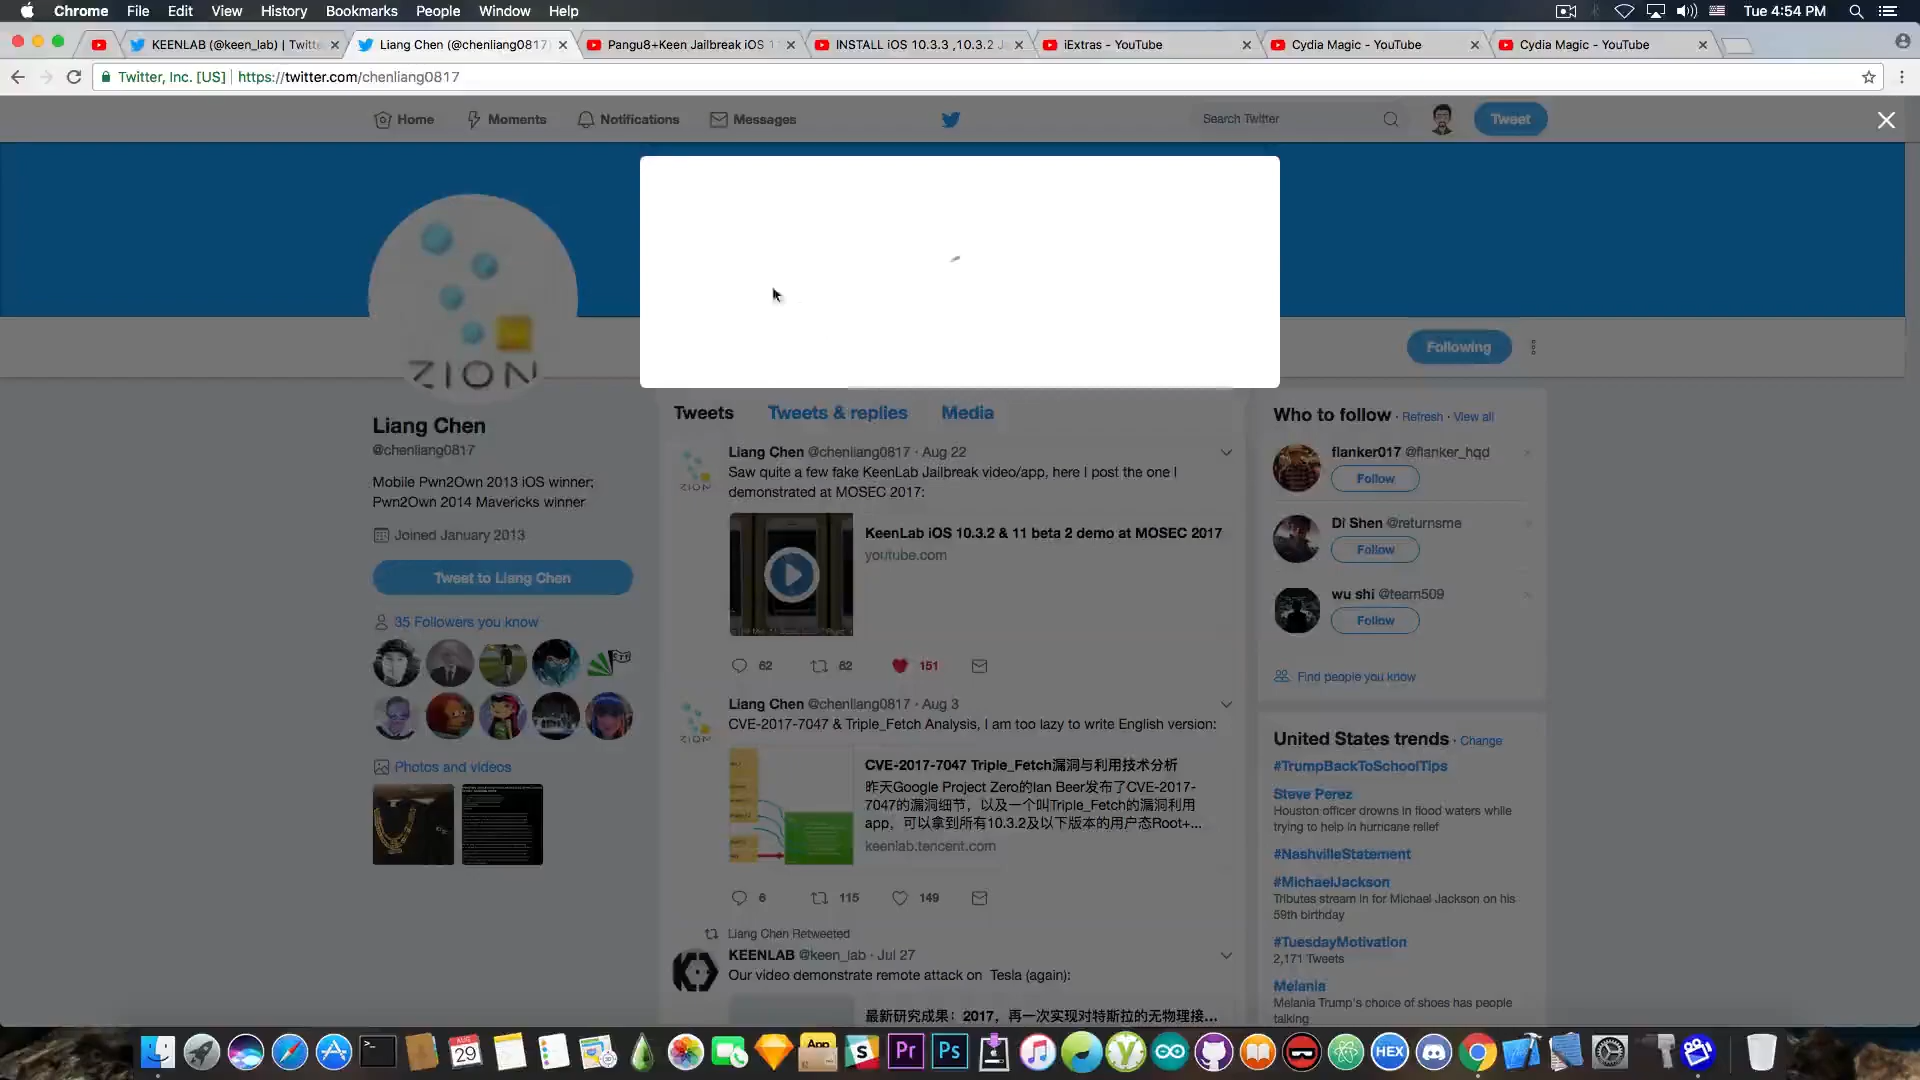 Chrome File Edit View History Bookmarks People Window Help Tue 4:54 PM
KEENLAB (@keen_lab) | Twitte
Liang Chen (@chenliang0817)
Pangu8+Keen Jailbreak iOS 1
INSTALL iOS 10.3.3 ,10.3.2 J
iExtras - YouTube
Cydia Magic - YouTube
Cydia Magic - YouTube
Twitter, Inc. [US] https://twitter.com/chenliang0817
Home Moments Notifications Messages Search Twitter Tweet
ZION
Following
Liang Chen
@chenliang0817
Mobile Pwn2Own 2013 iOS winner;
Pwn2Own 2014 Mavericks winner
Joined January 2013
Tweet to Liang Chen
35 Followers you know
Photos and videos
Tweets Tweets & replies Media
Liang Chen @chenliang0817 · Aug 22
Saw quite a few fake KeenLab Jailbreak video/app, here I post the one I
demonstrated at MOSEC 2017:
KeenLab iOS 10.3.2 & 11 beta 2 demo at MOSEC 2017
youtube.com
62 82 151
ZION
Liang Chen @chenliang0817 · Aug 3
CVE-2017-7047 & Triple_Fetch Analysis, I am too lazy to write English version:
CVE-2017-7047 Triple_Fetch漏洞与利用技术分析
昨天Google Project Zero的Ian Beer发布了CVE-2017-
7047的漏洞细节，以及一个叫Triple_Fetch的漏洞利用
app，可以拿到所有10.3.2及以下版本的用户态Root+...
keenlab.tencent.com
6 115 149
ZION
Liang Chen Retweeted
KEENLAB @keen_lab · Jul 27
Our video demonstrate remote attack on Tesla (again):
最新研究成果：2017，再一次实现对特斯拉的无物理接...
Who to follow · Refresh · View all
flanker017 @flanker_hqd
Follow
Di Shen @returnsme
Follow
wu shi @team509
Follow
Find people you know
United States trends · Change
#TrumpBackToSchoolTips
Steve Perez
Houston officer drowns in flood waters while
trying to help in hurricane relief
#NashvilleStatement
#MichaelJackson
Tributes stream in for Michael Jackson on his
59th birthday
#TuesdayMotivation
2,171 Tweets
Melania
Melania Trump's choice of shoes has people
talking
AUG
29
App
Pr
Ps
HEX